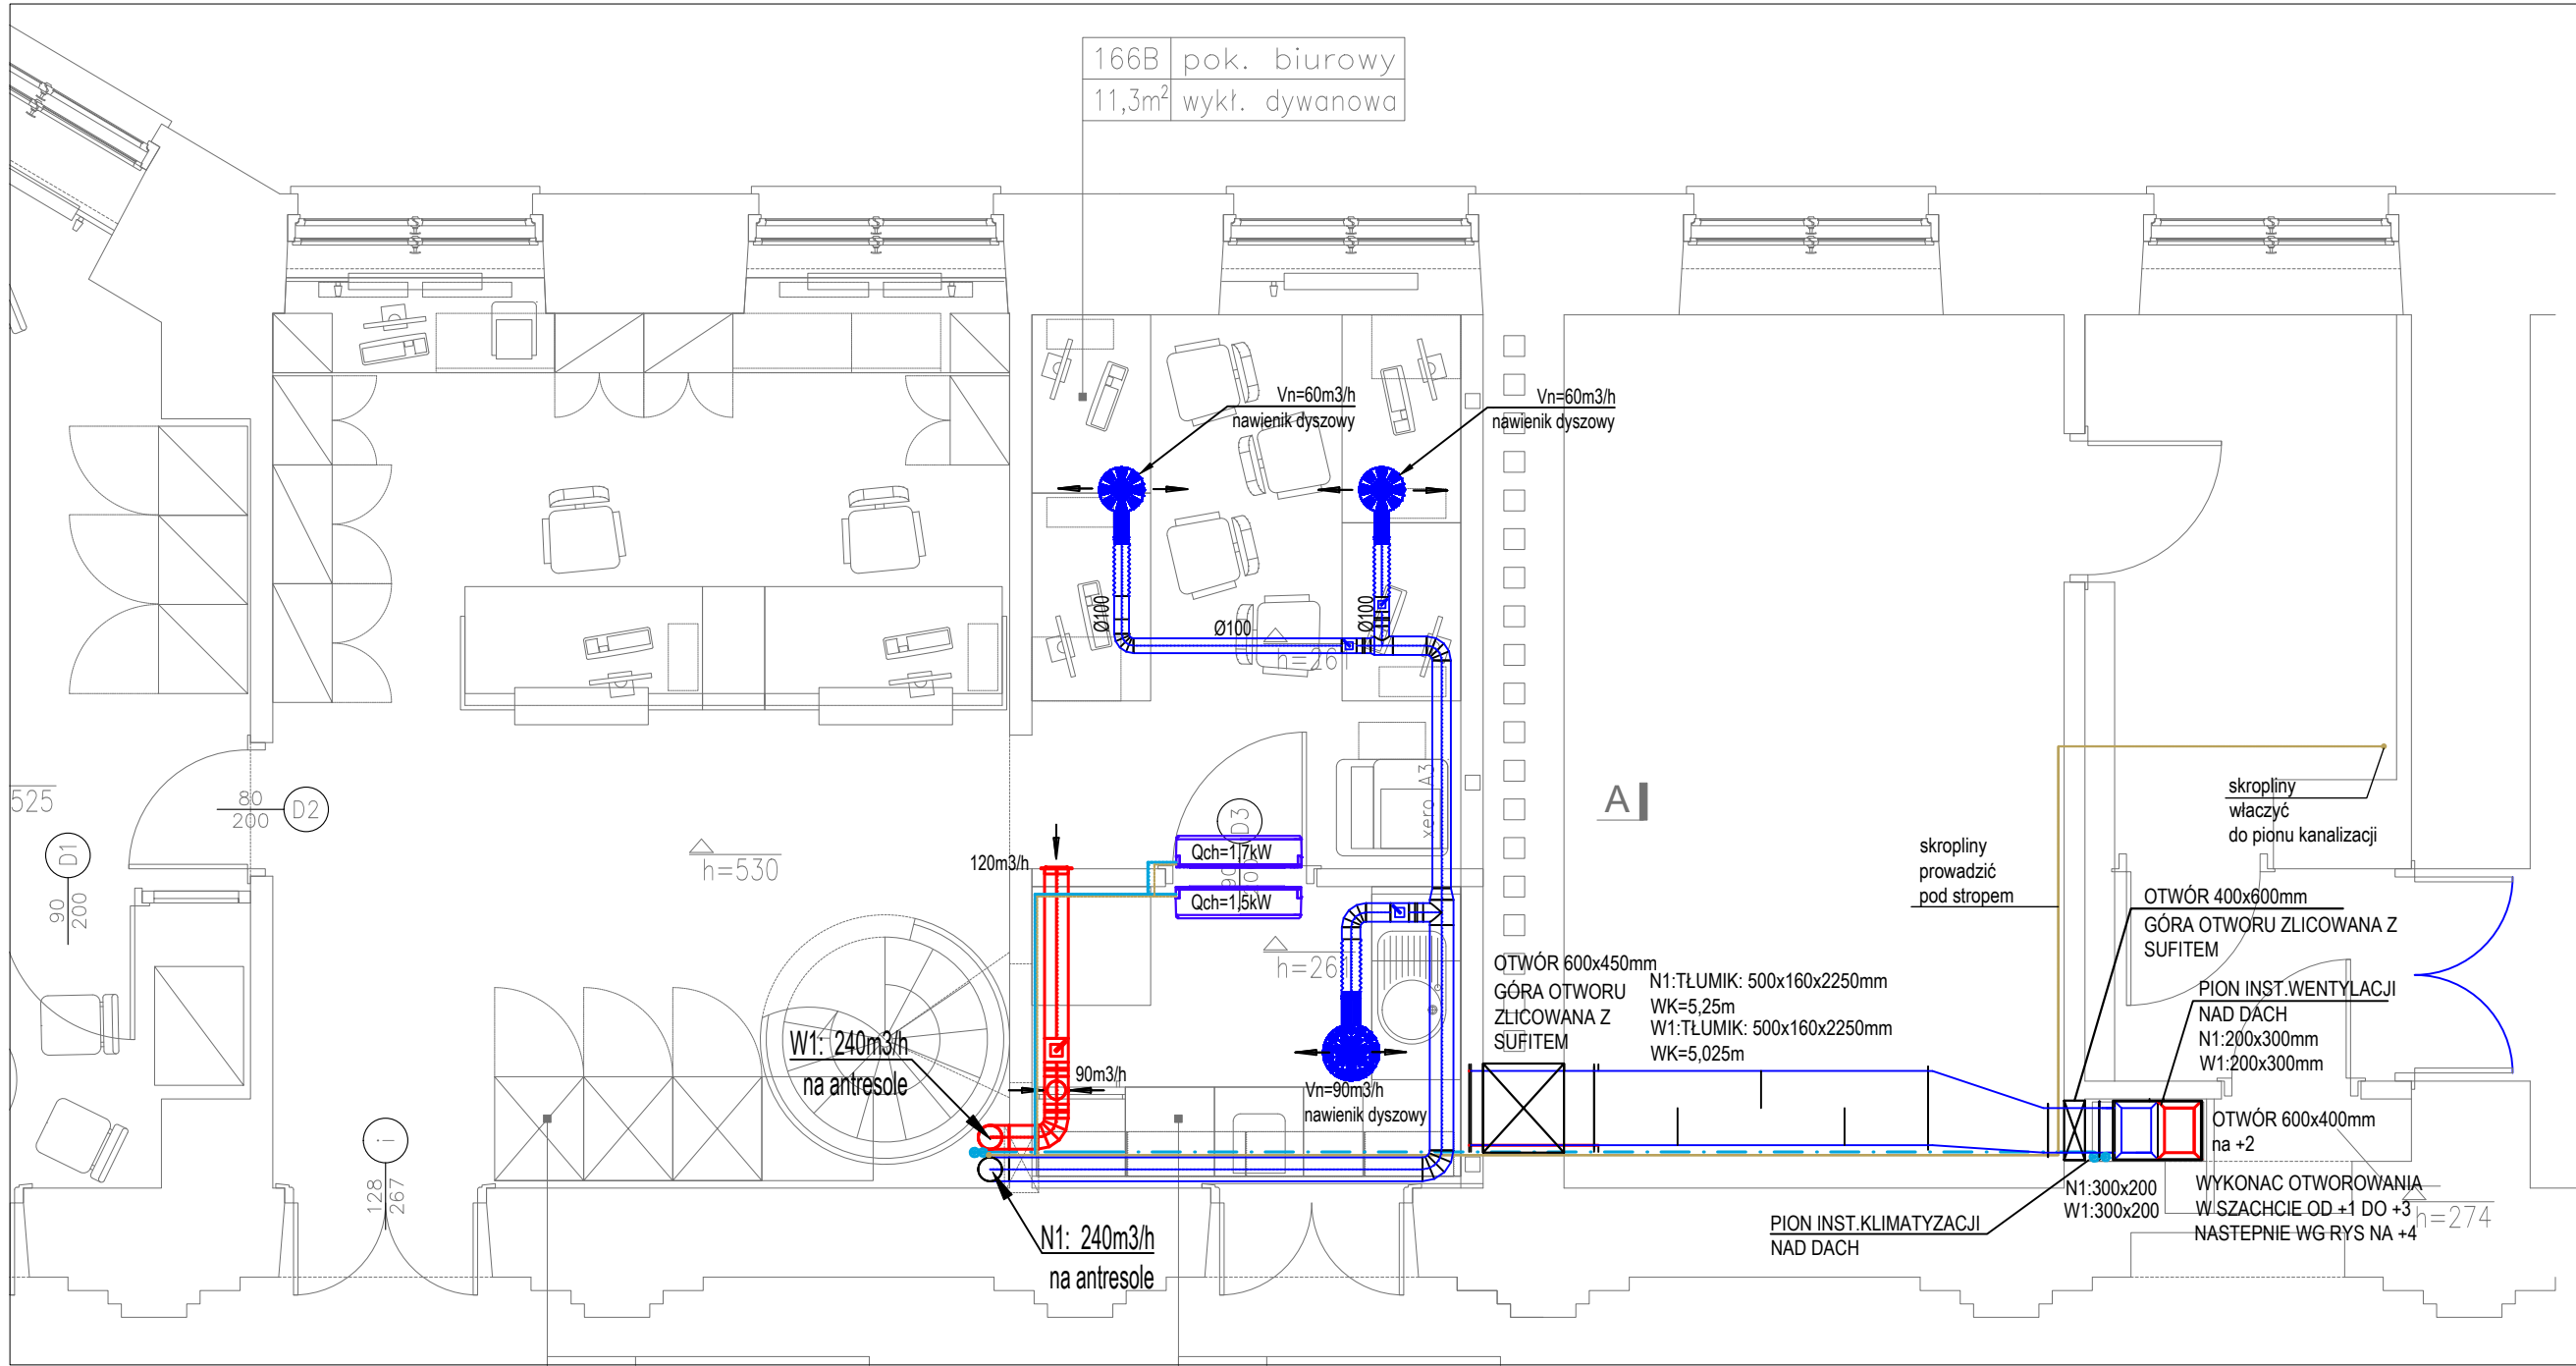 166B pok. biurowy
11,3m² wykł. dywanowa
Vn=60m3/h
nawienik dyszowy
Vn=60m3/h
nawienik dyszowy
Ø100
Ø100
Ø100
h=261
525
80
200
D2
D1
90
200
h=530
120m3/h
D3
Qch=1,7kW
Qch=1,5kW
xero A3
A
h=261
skropliny
właczyć
do pionu kanalizacji
skropliny
prowadzić
pod stropem
OTWÓR 400x600mm
GÓRA OTWORU ZLICOWANA Z
SUFITEM
OTWÓR 600x450mm
GÓRA OTWORU
ZLICOWANA Z
SUFITEM
N1:TŁUMIK: 500x160x2250mm
WK=5,25m
W1:TŁUMIK: 500x160x2250mm
WK=5,025m
PION INST.WENTYLACJI
NAD DACH
N1:200x300mm
W1:200x300mm
W1: 240m3/h
na antresole
90m3/h
Vn=90m3/h
nawienik dyszowy
OTWÓR 600x400mm
na +2
i
128
267
N1:300x200
W1:300x200
WYKONAC OTWOROWANIA
W SZACHCIE OD +1 DO +3
NASTEPNIE WG RYS NA +4
h=274
PION INST.KLIMATYZACJI
NAD DACH
N1: 240m3/h
na antresole